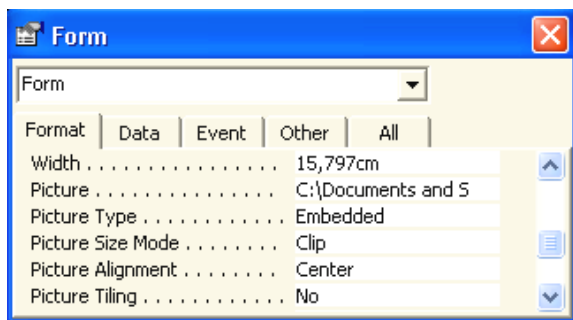 Form
Form
Format Data Event Other All
Width . . . . . . . . . . . . . . . . . 15,797cm
Picture . . . . . . . . . . . . . . . C:\Documents and S
Picture Type . . . . . . . . . . . . Embedded
Picture Size Mode . . . . . . . . Clip
Picture Alignment . . . . . . . . Center
Picture Tiling . . . . . . . . . . . . No